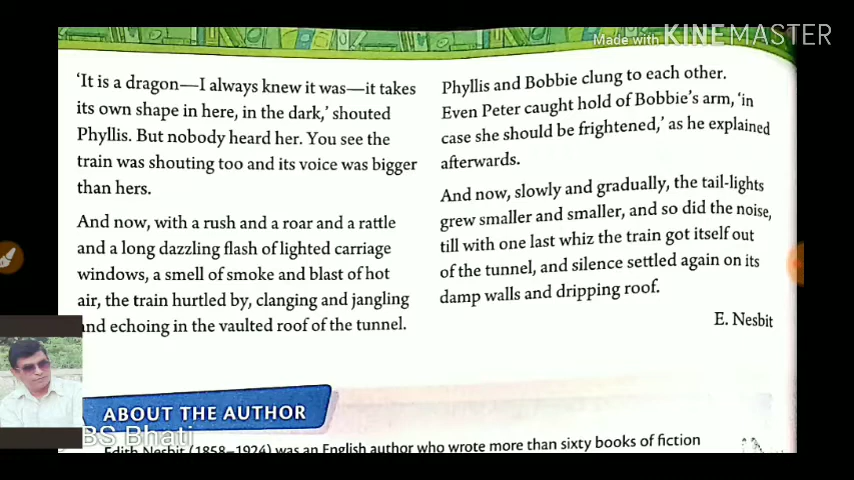 Made with KINEMASTER
'It is a dragon—I always knew it was—it takes
its own shape in here, in the dark,' shouted
Phyllis. But nobody heard her. You see the
train was shouting too and its voice was bigger
than hers.
And now, with a rush and a roar and a rattle
and a long dazzling flash of lighted carriage
windows, a smell of smoke and blast of hot
air, the train hurtled by, clanging and jangling
and echoing in the vaulted roof of the tunnel.
Phyllis and Bobbie clung to each other.
Even Peter caught hold of Bobbie's arm, 'in
case she should be frightened,' as he explained
afterwards.
And now, slowly and gradually, the tail-lights
grew smaller and smaller, and so did the noise,
till with one last whiz the train got itself out
of the tunnel, and silence settled again on its
damp walls and dripping roof.
E. Nesbit
ABOUT THE AUTHOR
BS Bhati
Edith Nesbit (1858–1924) was an English author who wrote more than sixty books of fiction